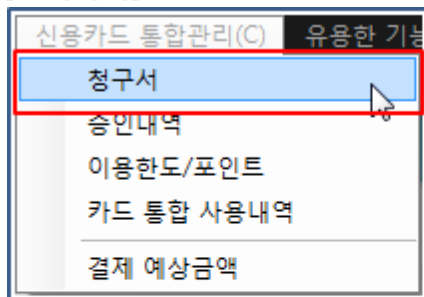 신용카드 통합관리(C) 유용한 기능
청구서
승인내역
이용한도/포인트
카드 통합 사용내역
결제 예상금액